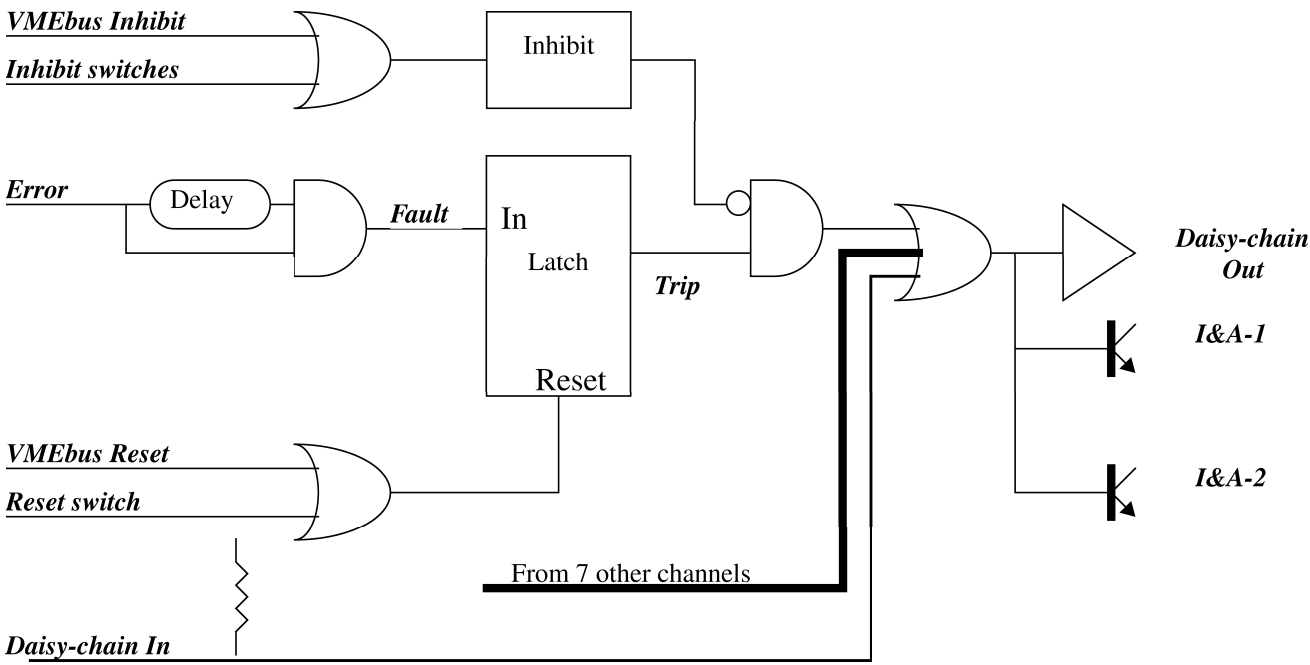 VMEbus Inhibit
Inhibit switches
Inhibit
Error
Delay
Fault
In
Latch
Reset
Trip
Daisy-chain
Out
I&A-1
I&A-2
VMEbus Reset
Reset switch
From 7 other channels
Daisy-chain In